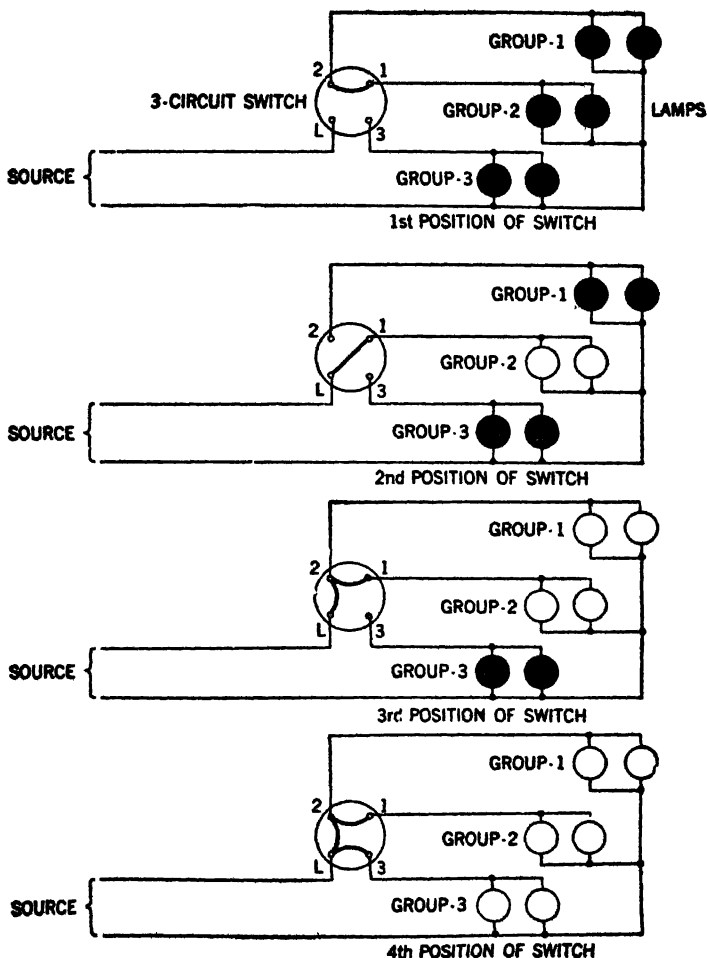 GROUP-1
2 1
3-CIRCUIT SWITCH
GROUP-2 LAMPS
L 3
SOURCE
GROUP-3
1st POSITION OF SWITCH
GROUP-1
2 1
GROUP-2
L 3
SOURCE
GROUP-3
2nd POSITION OF SWITCH
GROUP-1
2 1
GROUP-2
L 3
SOURCE
GROUP-3
3rd POSITION OF SWITCH
GROUP-1
2 1
GROUP-2
L 3
SOURCE
GROUP-3
4th POSITION OF SWITCH